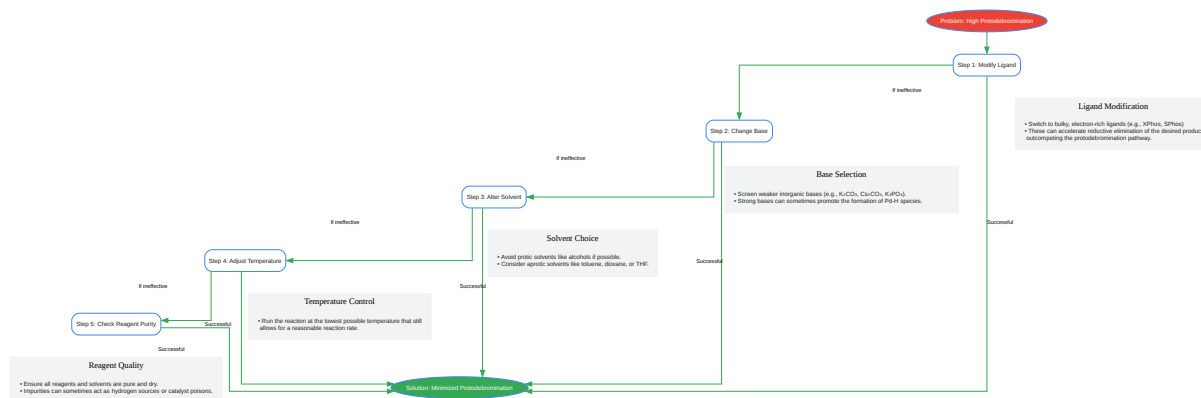 Problem: High Protodebromination
Step 1: Modify Ligand
If ineffective
Ligand Modification
• Switch to bulky, electron-rich ligands (e.g., XPhos, SPhos)
• These can accelerate reductive elimination of the desired produc
outcompeting the protodebromination pathway.
Step 2: Change Base
If ineffective
Base Selection
• Screen weaker inorganic bases (e.g., K₂CO₃, Cs₂CO₃, K₃PO₄).
• Strong bases can sometimes promote the formation of Pd-H species.
Step 3: Alter Solvent
If ineffective
Successful
Solvent Choice
• Avoid protic solvents like alcohols if possible.
• Consider aprotic solvents like toluene, dioxane, or THF.
Step 4: Adjust Temperature
Successful
If ineffective
Successful
Temperature Control
• Run the reaction at the lowest possible temperature that still
allows for a reasonable reaction rate.
Step 5: Check Reagent Purity
Successful
Successful
Reagent Quality
• Ensure all reagents and solvents are pure and dry.
• Impurities can sometimes act as hydrogen sources or catalyst poisons.
Solution: Minimized Protodebromination